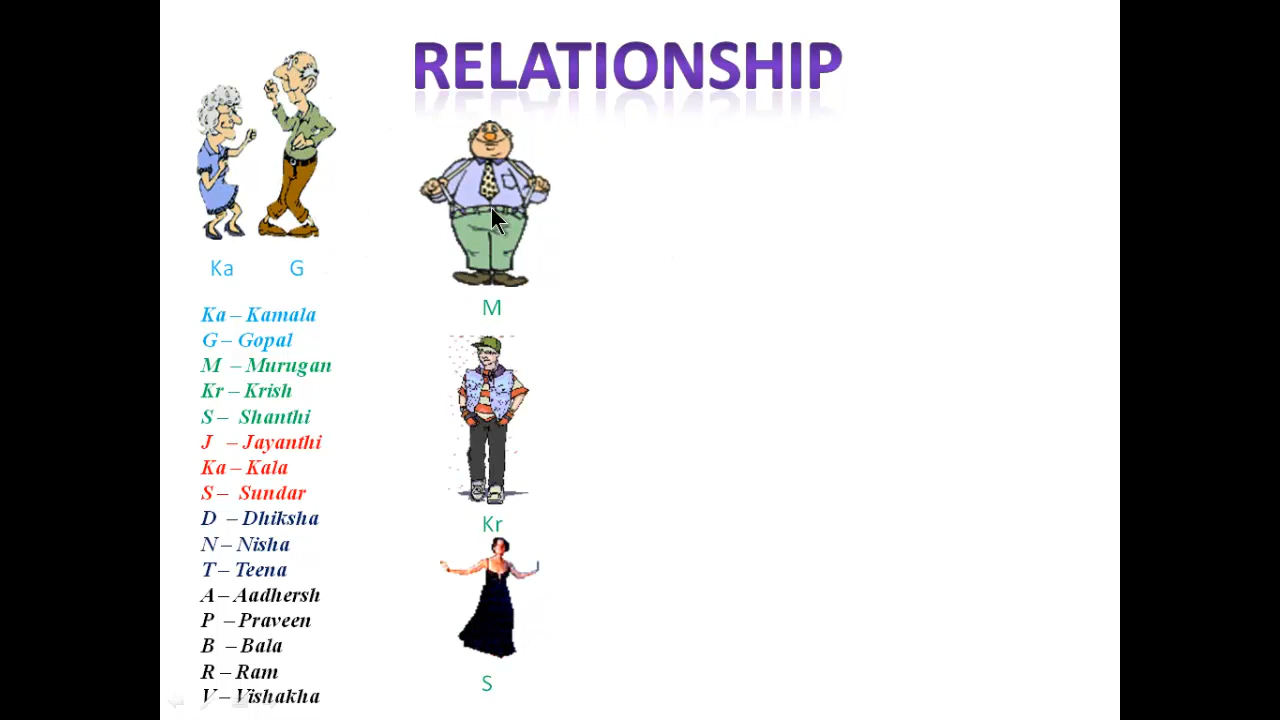 RELATIONSHIP
Ka G
M
Ka – Kamala
G – Gopal
M – Murugan
Kr – Krish
S – Shanthi
J – Jayanthi
Ka – Kala
S – Sundar
D – Dhiksha
N – Nisha
T – Teena
A – Aadhersh
P – Praveen
B – Bala
R – Ram
V – Vishakha
Kr
S